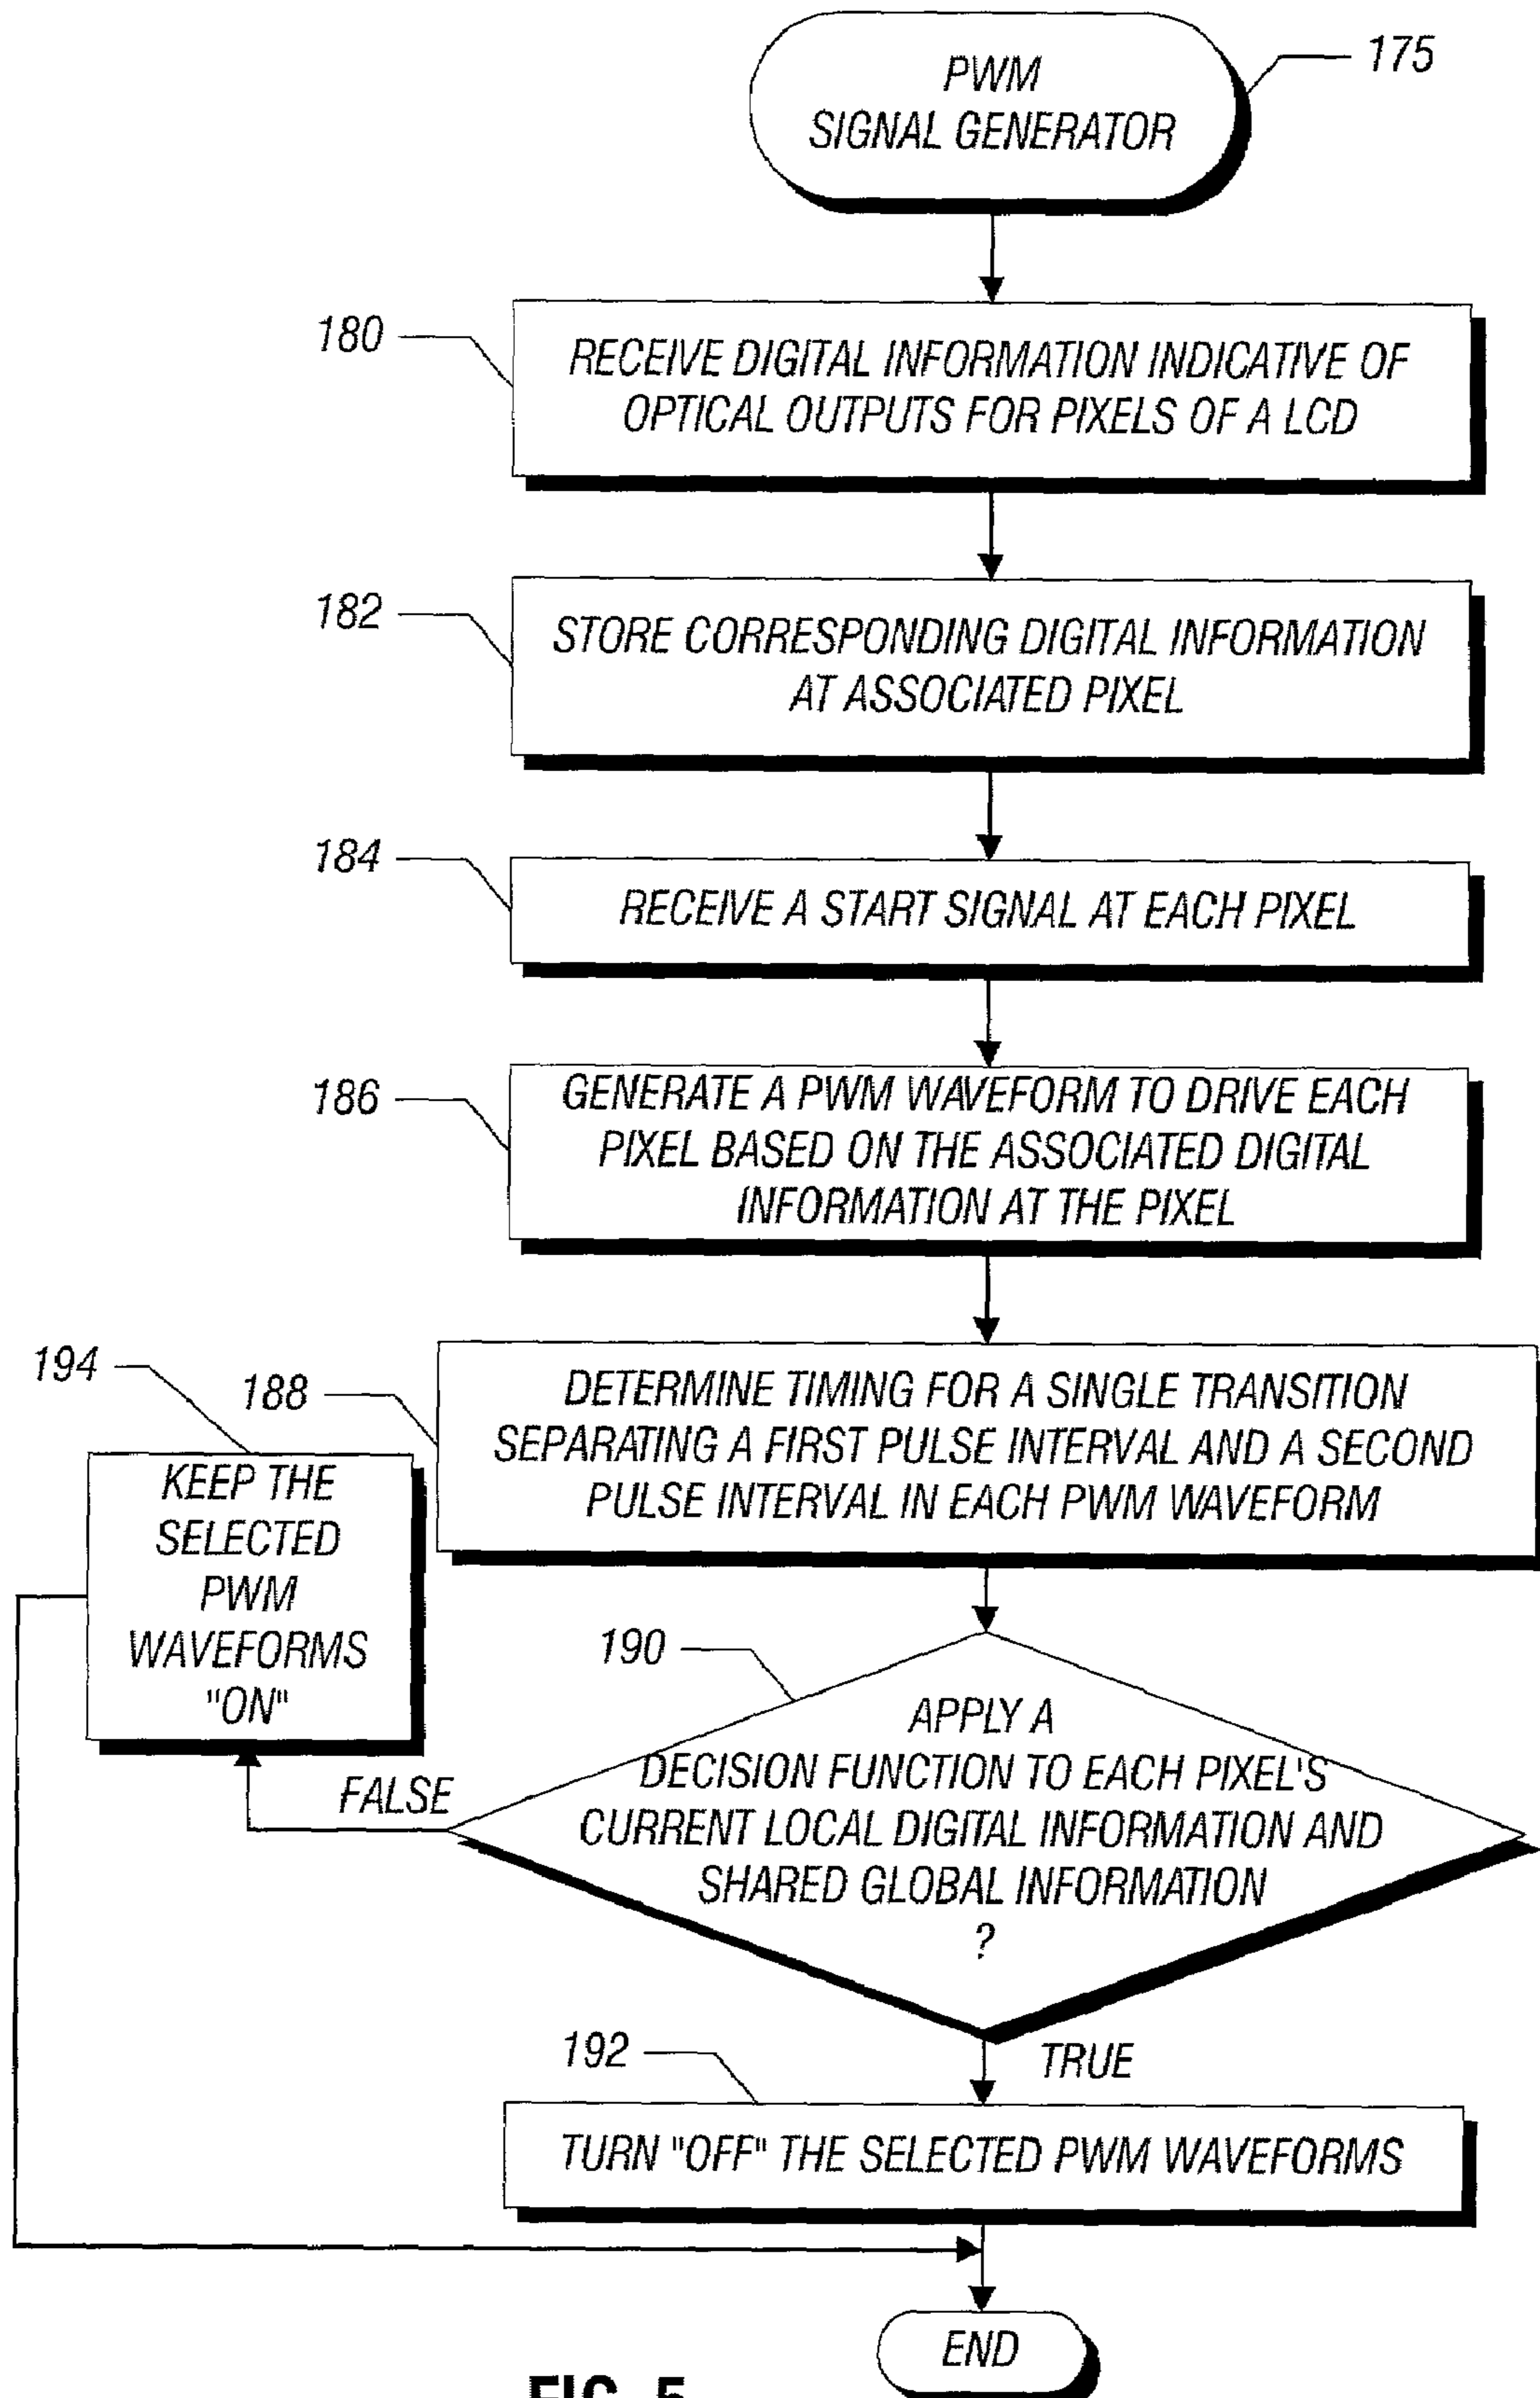 PWM
SIGNAL GENERATOR
175
180
RECEIVE DIGITAL INFORMATION INDICATIVE OF
OPTICAL OUTPUTS FOR PIXELS OF A LCD
182
STORE CORRESPONDING DIGITAL INFORMATION
AT ASSOCIATED PIXEL
184
RECEIVE A START SIGNAL AT EACH PIXEL
186
GENERATE A PWM WAVEFORM TO DRIVE EACH
PIXEL BASED ON THE ASSOCIATED DIGITAL
INFORMATION AT THE PIXEL
194
188
DETERMINE TIMING FOR A SINGLE TRANSITION
SEPARATING A FIRST PULSE INTERVAL AND A SECOND
PULSE INTERVAL IN EACH PWM WAVEFORM
KEEP THE
SELECTED
PWM
WAVEFORMS
"ON"
190
APPLY A
DECISION FUNCTION TO EACH PIXEL'S
CURRENT LOCAL DIGITAL INFORMATION AND
SHARED GLOBAL INFORMATION
?
FALSE
TRUE
192
TURN "OFF" THE SELECTED PWM WAVEFORMS
END
FIG. 5